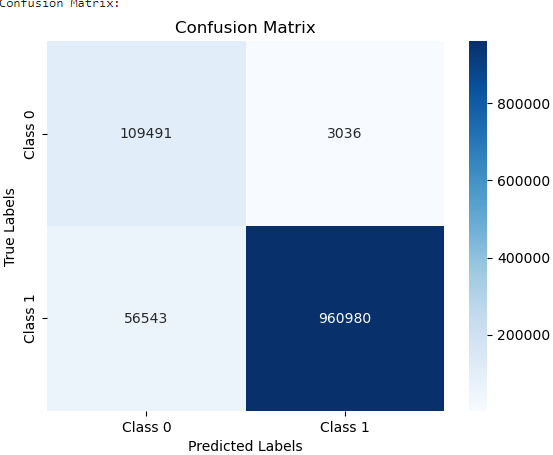 Confusion Matrix:
Confusion Matrix
True Labels
Class 0
109491 3036
Class 1
56543 960980
Class 0 Class 1
Predicted Labels
800000
600000
400000
200000